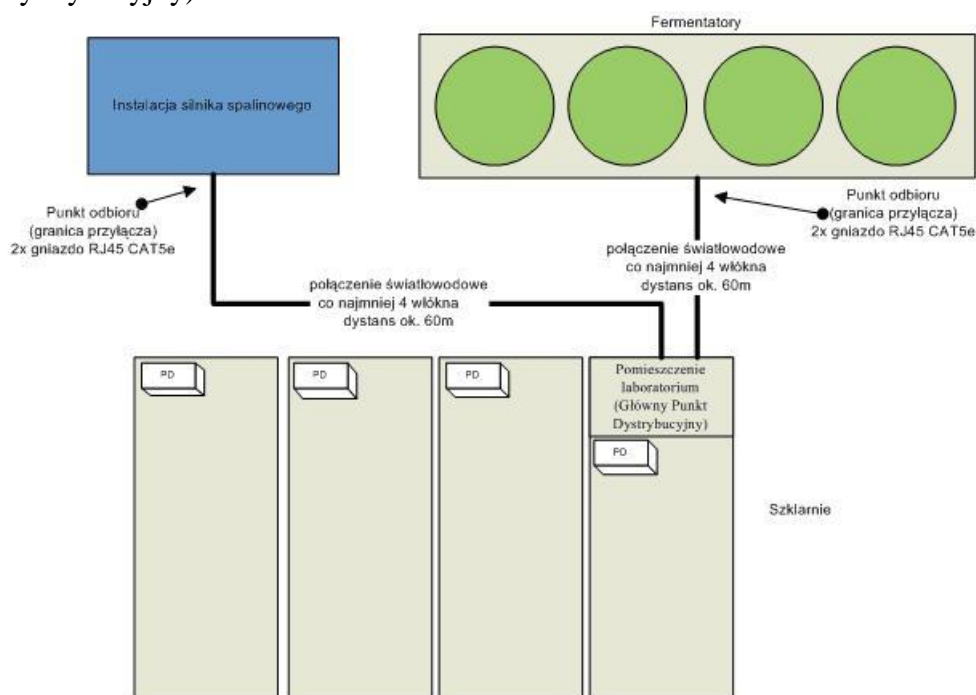 Fermentatory
Instalacja silnika spalinowego
Punkt odbioru
(granica przyłącza)
2x gniazdo RJ45 CAT5e
Punkt odbioru
(granica przyłącza)
2x gniazdo RJ45 CAT5e
połączenie światłowodowe
co najmniej 4 włókna
dystans ok. 60m
połączenie światłowodowe
co najmniej 4 włókna
dystans ok. 60m
PD
PD
PD
Pomieszczenie
laboratorium
(Główny Punkt
Dystrybucyjny)
PD
Szklarnie